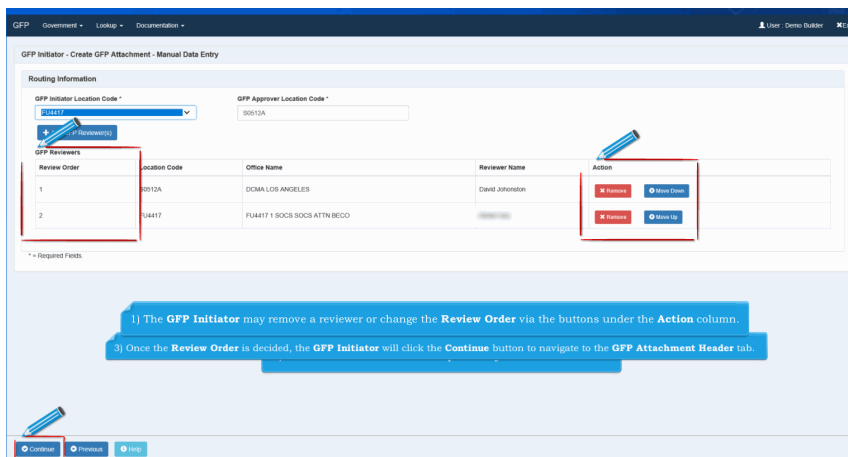 GFP Government Lookup Documentation User : Demo Builder
GFP Initiator - Create GFP Attachment - Manual Data Entry
Routing Information
GFP Initiator Location Code * GFP Approver Location Code *
FU4417 S0512A
Reviewer(s)
GFP Reviewers
Review Order Location Code Office Name Reviewer Name Action
1 S0512A DCMA LOS ANGELES David Johonston Remove Move Down
2 FU4417 FU4417 1 SOCS SOCS ATTN BECO Remove Move Up
* = Required Fields
1) The GFP Initiator may remove a reviewer or change the Review Order via the buttons under the Action column.
3) Once the Review Order is decided, the GFP Initiator will click the Continue button to navigate to the GFP Attachment Header tab.
Continue Previous Help